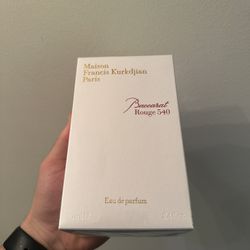 Maison
Francis Kurkdjian
Paris
Baccarat
Rouge 540
Eau de parfum